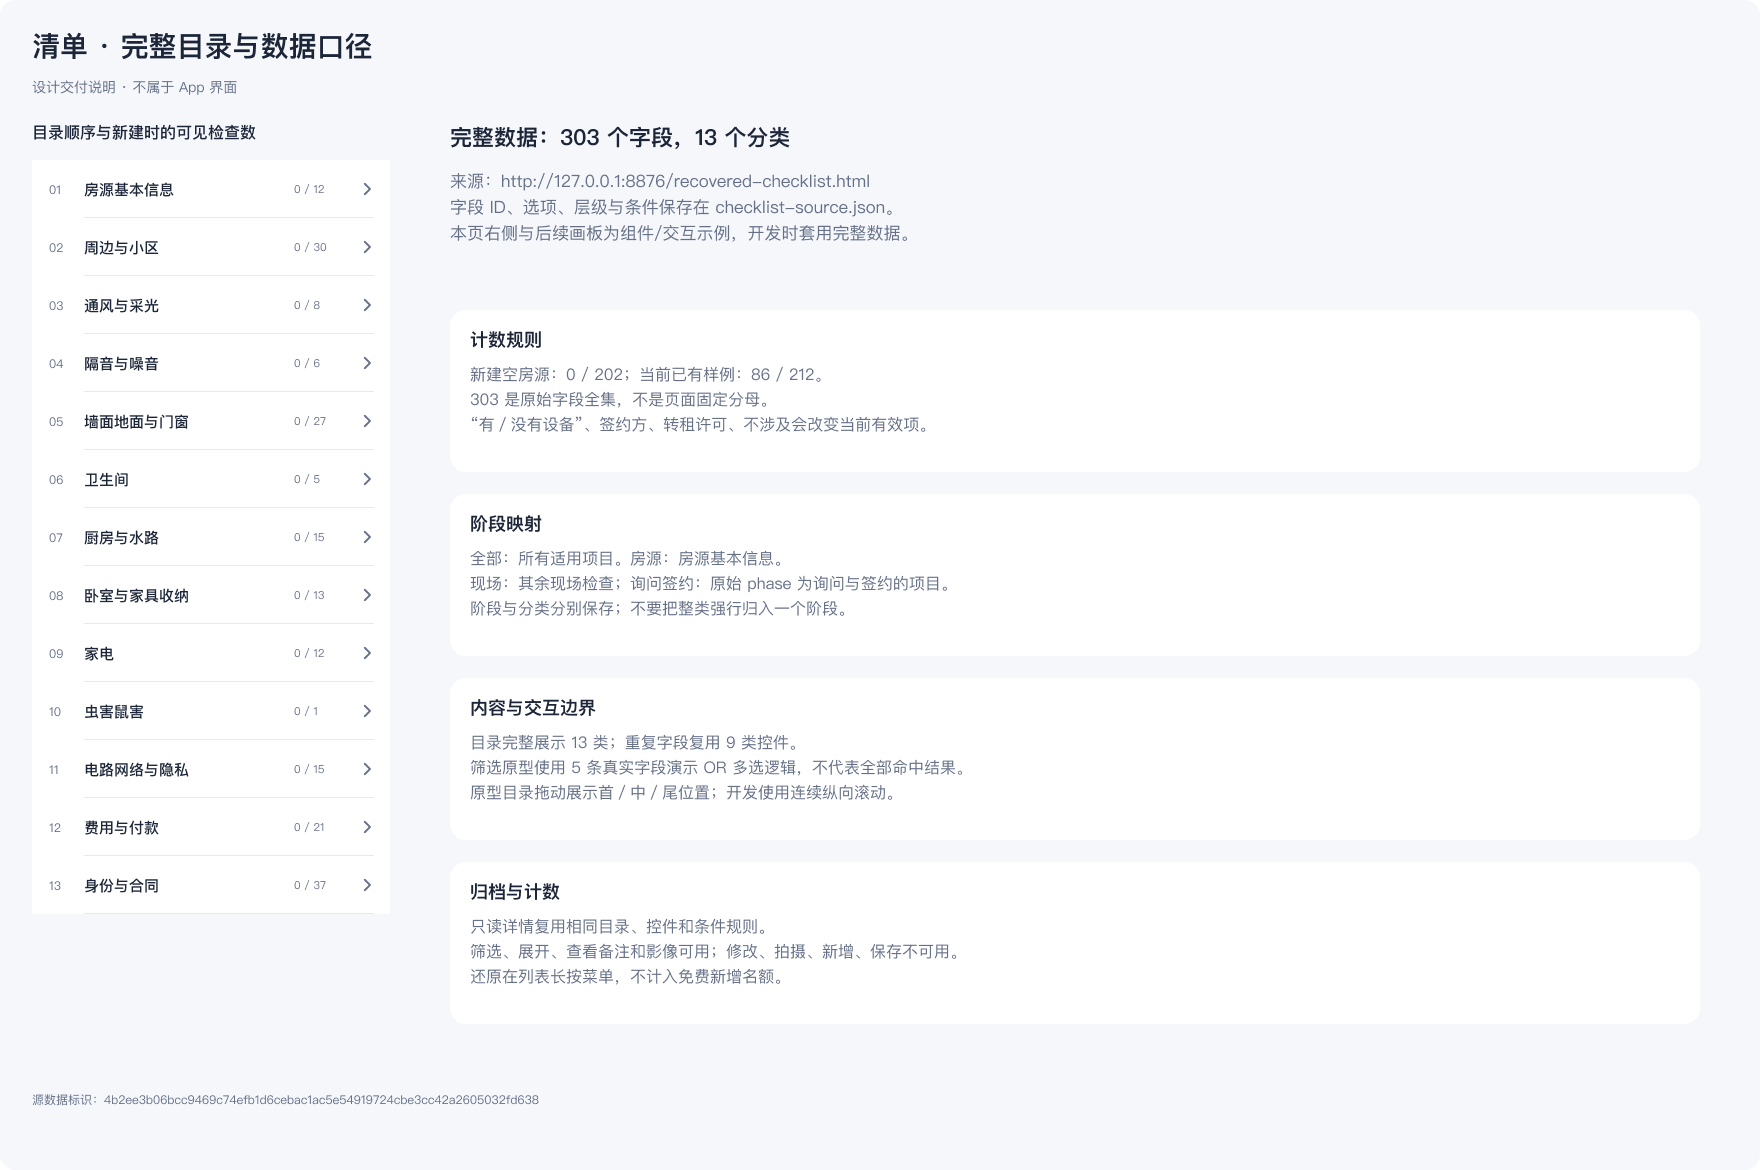 清单 · 完整目录与数据口径
设计交付说明 · 不属于 App 界面
目录顺序与新建时的可见检查数
01 房源基本信息 0 / 12
02 周边与小区 0 / 30
03 通风与采光 0 / 8
04 隔音与噪音 0 / 6
05 墙面地面与门窗 0 / 27
06 卫生间 0 / 5
07 厨房与水路 0 / 15
08 卧室与家具收纳 0 / 13
09 家电 0 / 12
10 虫害鼠害 0 / 1
11 电路网络与隐私 0 / 15
12 费用与付款 0 / 21
13 身份与合同 0 / 37
完整数据：303 个字段，13 个分类
来源：http://127.0.0.1:8876/recovered-checklist.html
字段 ID、选项、层级与条件保存在 checklist-source.json。
本页右侧与后续画板为组件/交互示例，开发时套用完整数据。
计数规则
新建空房源：0 / 202；当前已有样例：86 / 212。
303 是原始字段全集，不是页面固定分母。
“有 / 没有设备”、签约方、转租许可、不涉及会改变当前有效项。
阶段映射
全部：所有适用项目。房源：房源基本信息。
现场：其余现场检查；询问签约：原始 phase 为询问与签约的项目。
阶段与分类分别保存；不要把整类强行归入一个阶段。
内容与交互边界
目录完整展示 13 类；重复字段复用 9 类控件。
筛选原型使用 5 条真实字段演示 OR 多选逻辑，不代表全部命中结果。
原型目录拖动展示首 / 中 / 尾位置；开发使用连续纵向滚动。
归档与计数
只读详情复用相同目录、控件和条件规则。
筛选、展开、查看备注和影像可用；修改、拍摄、新增、保存不可用。
还原在列表长按菜单，不计入免费新增名额。
源数据标识：4b2ee3b06bcc9469c74efb1d6cebac1ac5e54919724cbe3cc42a2605032fd638